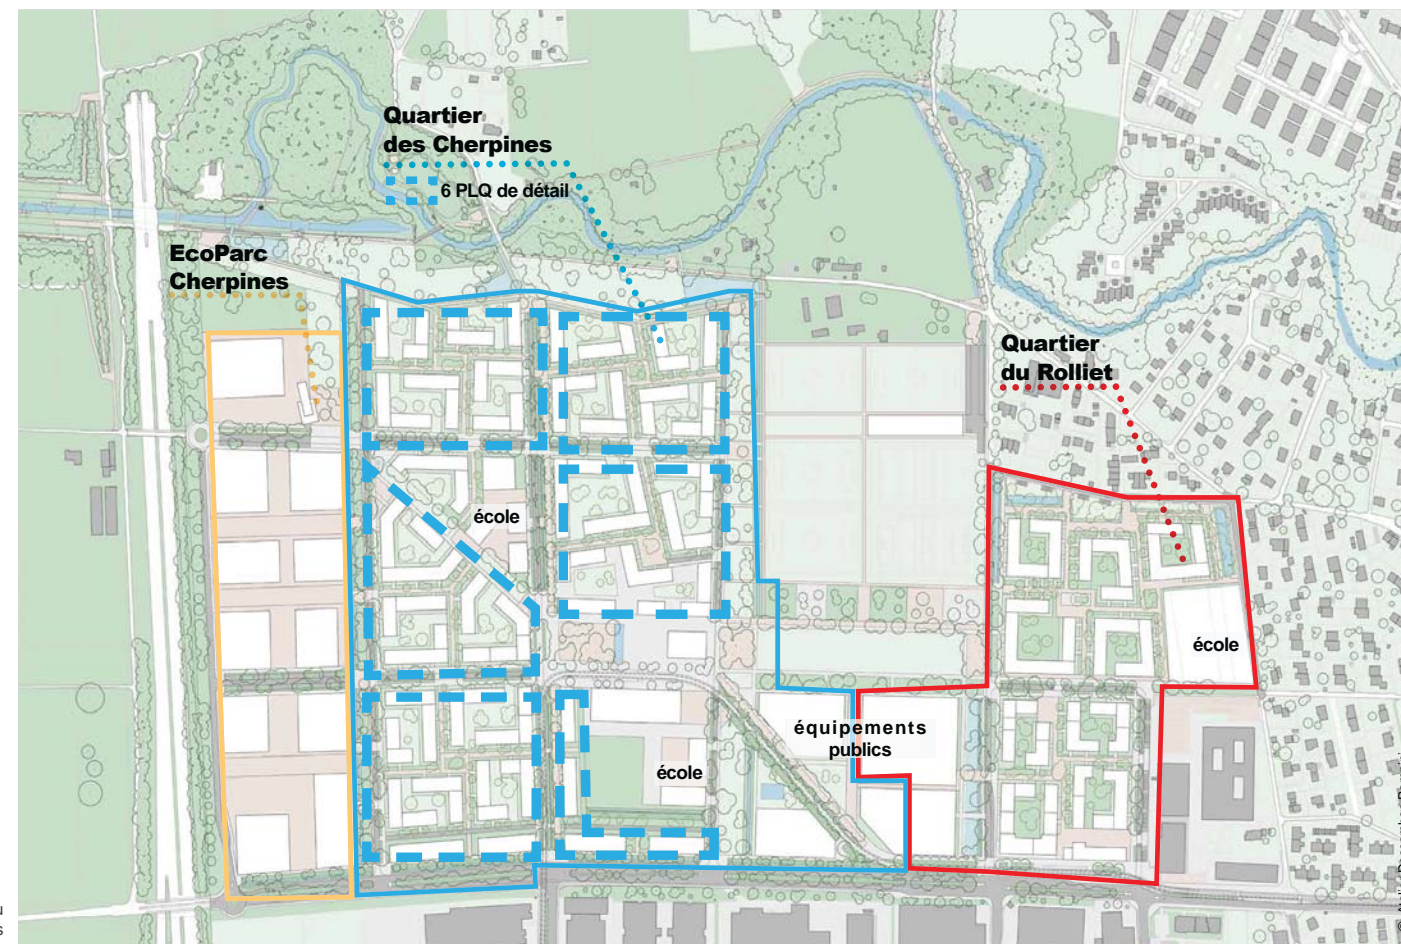 Quartier
des Cherpines
6 PLQ de détail
EcoParc
Cherpines
Quartier
du Rolliet
école
école
équipements
publics
école